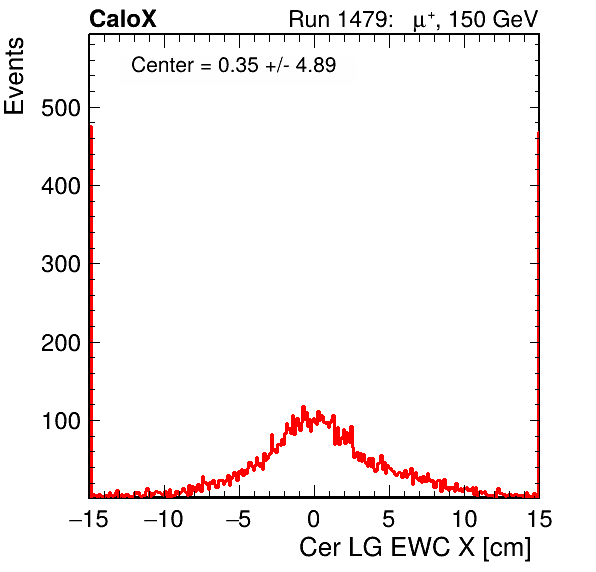 CaloX Run 1479: μ⁺, 150 GeV
Center = 0.35 +/- 4.89
Events
500
400
300
200
100
−15 −10 −5 0 5 10 15
Cer LG EWC X [cm]